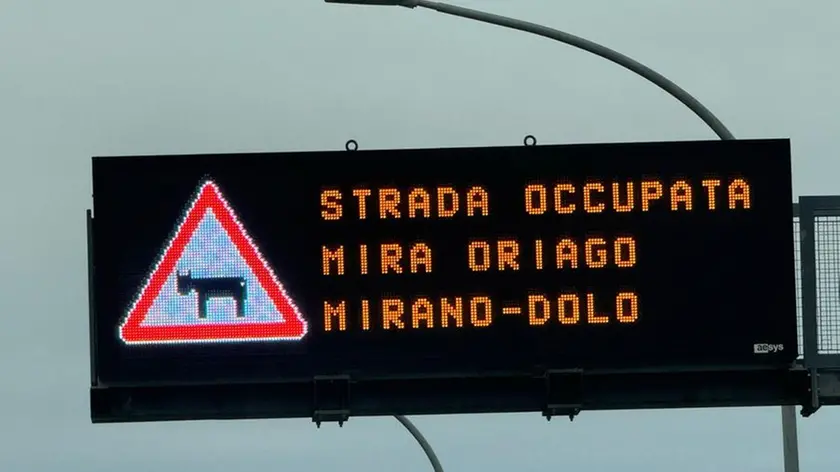 STRADA OCCUPATA
MIRA ORIAGO
MIRANO-DOLO
aesys